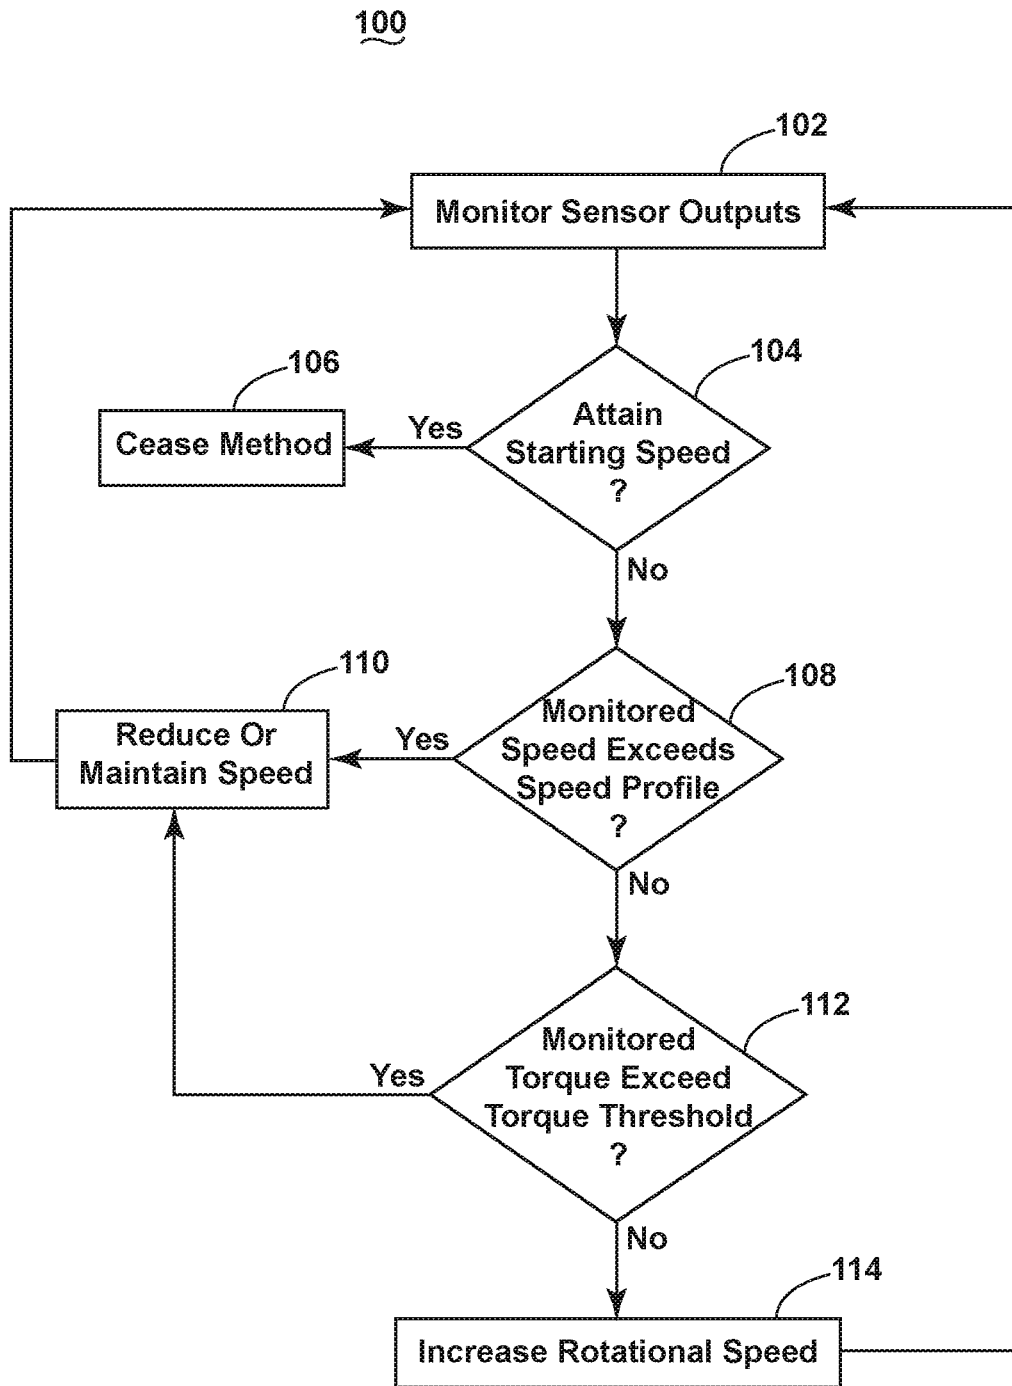 100
102
Monitor Sensor Outputs
104
106
Attain
Starting Speed
?
Yes
Cease Method
No
108
110
Monitored
Speed Exceeds
Speed Profile
?
Yes
Reduce Or
Maintain Speed
No
112
Monitored
Torque Exceed
Torque Threshold
?
Yes
No
114
Increase Rotational Speed